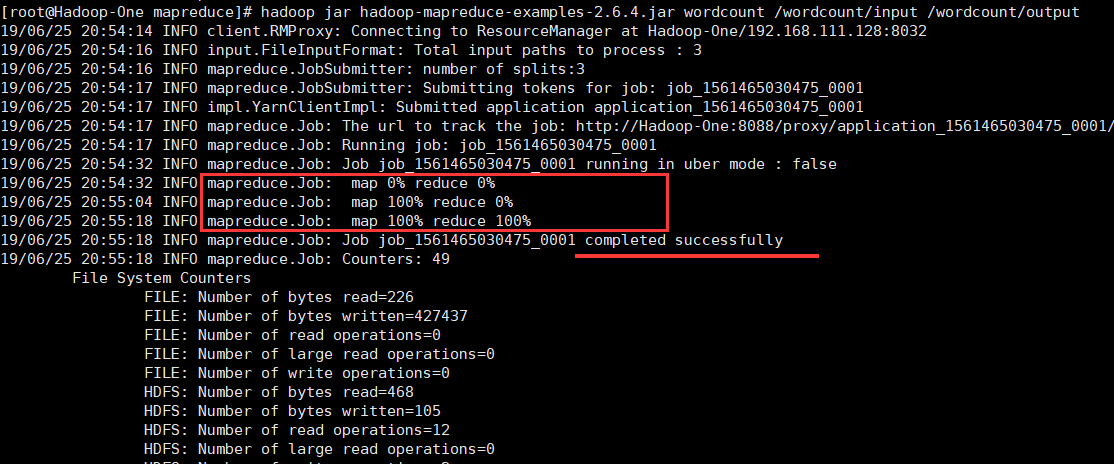 [root@Hadoop-One mapreduce]# hadoop jar hadoop-mapreduce-examples-2.6.4.jar wordcount /wordcount/input /wordcount/output
19/06/25 20:54:14 INFO client.RMProxy: Connecting to ResourceManager at Hadoop-One/192.168.111.128:8032
19/06/25 20:54:16 INFO input.FileInputFormat: Total input paths to process : 3
19/06/25 20:54:16 INFO mapreduce.JobSubmitter: number of splits:3
19/06/25 20:54:17 INFO mapreduce.JobSubmitter: Submitting tokens for job: job_1561465030475_0001
19/06/25 20:54:17 INFO impl.YarnClientImpl: Submitted application application_1561465030475_0001
19/06/25 20:54:17 INFO mapreduce.Job: The url to track the job: http://Hadoop-One:8088/proxy/application_1561465030475_0001/
19/06/25 20:54:17 INFO mapreduce.Job: Running job: job_1561465030475_0001
19/06/25 20:54:32 INFO mapreduce.Job: Job job_1561465030475_0001 running in uber mode : false
19/06/25 20:54:32 INFO mapreduce.Job:  map 0% reduce 0%
19/06/25 20:55:04 INFO mapreduce.Job:  map 100% reduce 0%
19/06/25 20:55:18 INFO mapreduce.Job:  map 100% reduce 100%
19/06/25 20:55:18 INFO mapreduce.Job: Job job_1561465030475_0001 completed successfully
19/06/25 20:55:18 INFO mapreduce.Job: Counters: 49
File System Counters
FILE: Number of bytes read=226
FILE: Number of bytes written=427437
FILE: Number of read operations=0
FILE: Number of large read operations=0
FILE: Number of write operations=0
HDFS: Number of bytes read=468
HDFS: Number of bytes written=105
HDFS: Number of read operations=12
HDFS: Number of large read operations=0